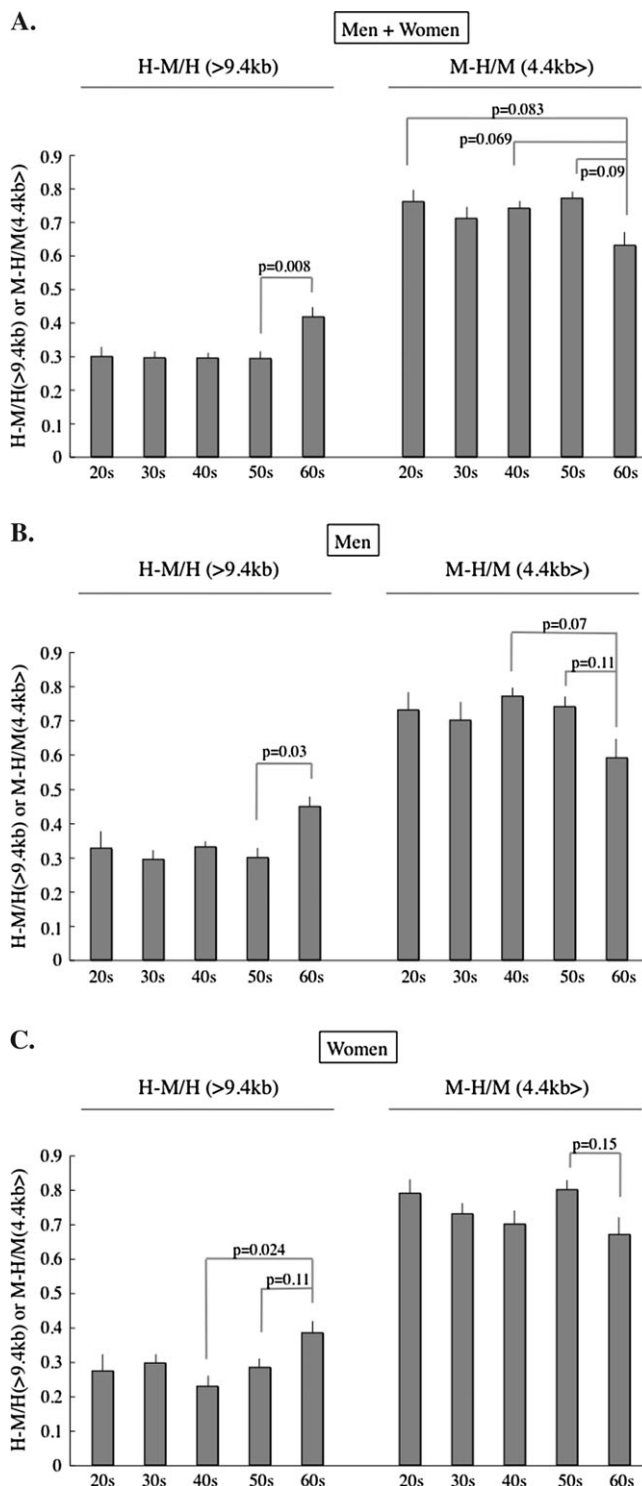 A.
Men + Women
H-M/H (>9.4kb)
M-H/M (4.4kb>)
p=0.083
p=0.069
p=0.09
p=0.008
H-M/H(>9.4kb) or M-H/M(4.4kb>)
0.9
0.8
0.7
0.6
0.5
0.4
0.3
0.2
0.1
0
20s 30s 40s 50s 60s 20s 30s 40s 50s 60s
B.
Men
H-M/H (>9.4kb)
M-H/M (4.4kb>)
p=0.07
p=0.11
p=0.03
H-M/H(>9.4kb) or M-H/M(4.4kb>)
0.9
0.8
0.7
0.6
0.5
0.4
0.3
0.2
0.1
0
20s 30s 40s 50s 60s 20s 30s 40s 50s 60s
C.
Women
H-M/H (>9.4kb)
M-H/M (4.4kb>)
p=0.15
p=0.024
p=0.11
H-M/H(>9.4kb) or M-H/M(4.4kb>)
0.9
0.8
0.7
0.6
0.5
0.4
0.3
0.2
0.1
0
20s 30s 40s 50s 60s 20s 30s 40s 50s 60s